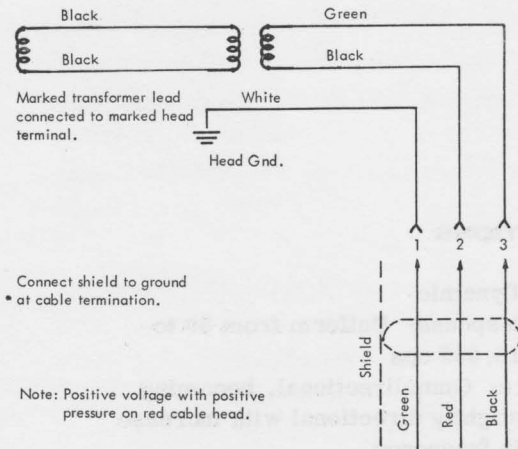 Black
Green
Black
Black
Marked transformer lead
connected to marked head
terminal.
White
Head Gnd.
1 2 3
Connect shield to ground
at cable termination.
Shield
Green
Red
Black
Note: Positive voltage with positive
pressure on red cable head.